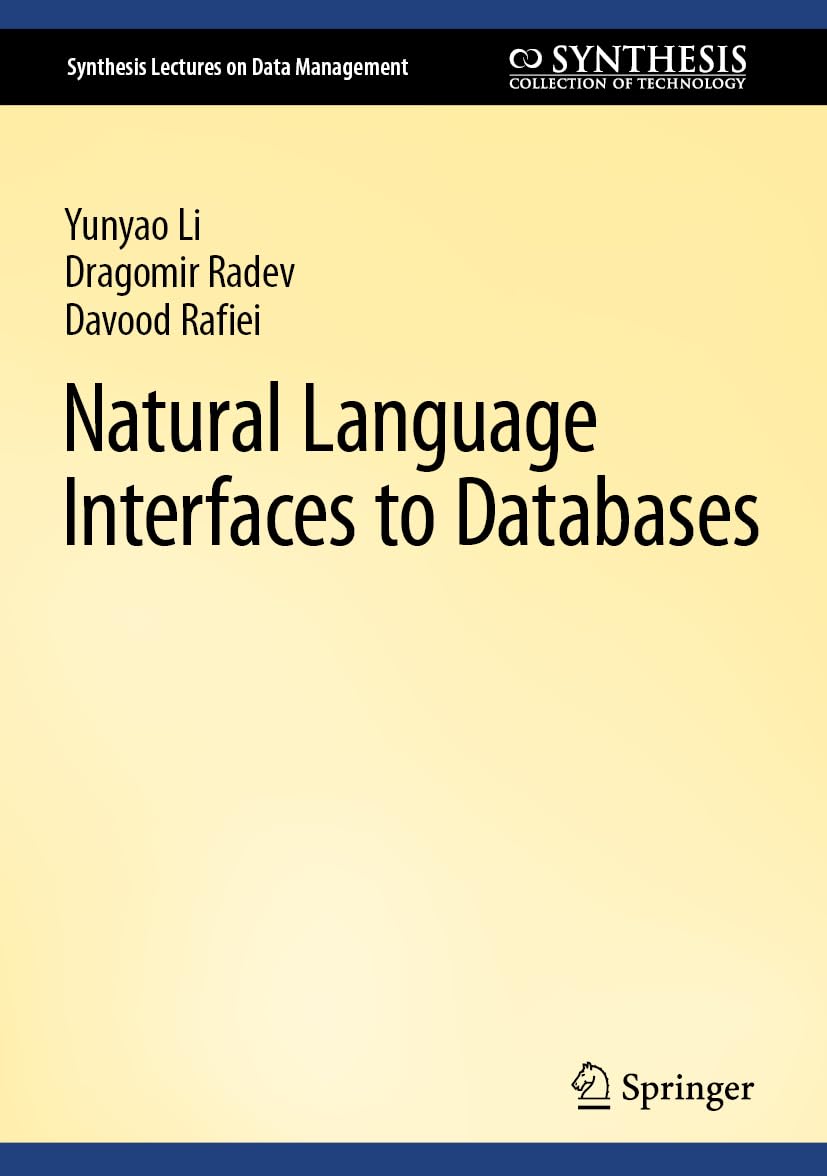 Synthesis Lectures on Data Management
SYNTHESIS
COLLECTION OF TECHNOLOGY
Yunyao Li
Dragomir Radev
Davood Rafiei
Natural Language
Interfaces to Databases
Springer